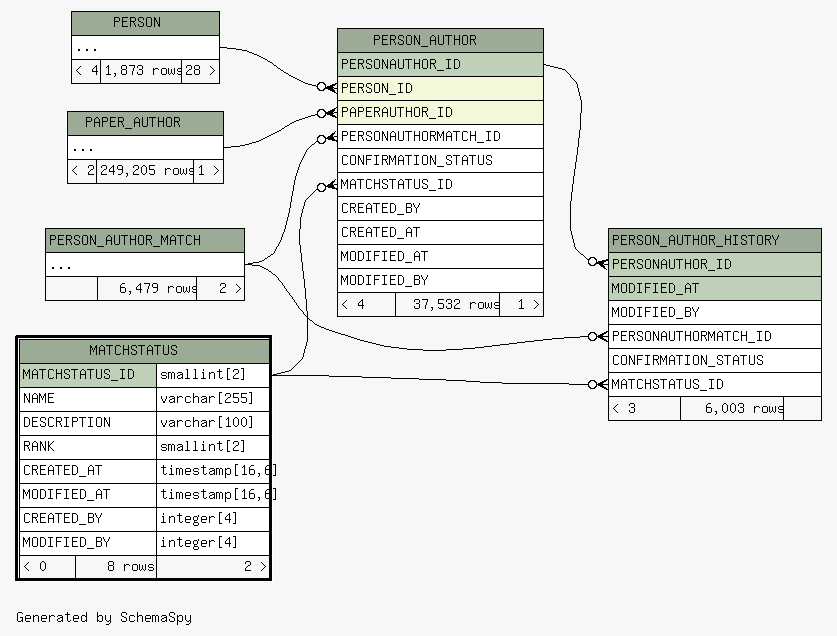 PERSON
...
< 4 1,873 rows 28 >
PAPER_AUTHOR
...
< 2 249,205 rows 1 >
PERSON_AUTHOR_MATCH
...
6,479 rows 2 >
MATCHSTATUS
MATCHSTATUS_ID smallint[2]
NAME varchar[255]
DESCRIPTION varchar[100]
RANK smallint[2]
CREATED_AT timestamp[16,6]
MODIFIED_AT timestamp[16,6]
CREATED_BY integer[4]
MODIFIED_BY integer[4]
< 0 8 rows 2 >
PERSON_AUTHOR
PERSONAUTHOR_ID
PERSON_ID
PAPERAUTHOR_ID
PERSONAUTHORMATCH_ID
CONFIRMATION_STATUS
MATCHSTATUS_ID
CREATED_BY
CREATED_AT
MODIFIED_AT
MODIFIED_BY
< 4 37,532 rows 1 >
PERSON_AUTHOR_HISTORY
PERSONAUTHOR_ID
MODIFIED_AT
MODIFIED_BY
PERSONAUTHORMATCH_ID
CONFIRMATION_STATUS
MATCHSTATUS_ID
< 3 6,003 rows
Generated by SchemaSpy